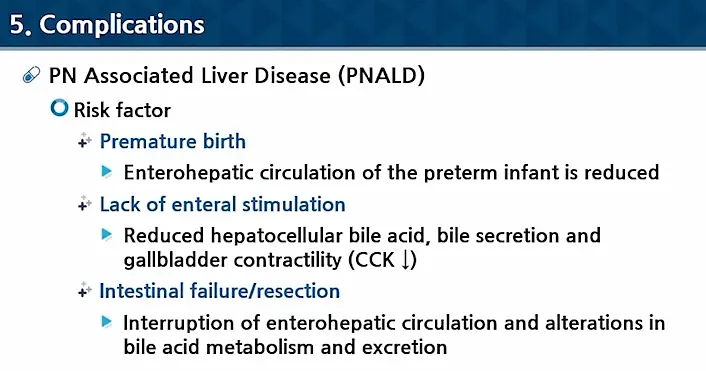 5. Complications
PN Associated Liver Disease (PNALD)
Risk factor
Premature birth
Enterohepatic circulation of the preterm infant is reduced
Lack of enteral stimulation
Reduced hepatocellular bile acid, bile secretion and
gallbladder contractility (CCK ↓)
Intestinal failure/resection
Interruption of enterohepatic circulation and alterations in
bile acid metabolism and excretion